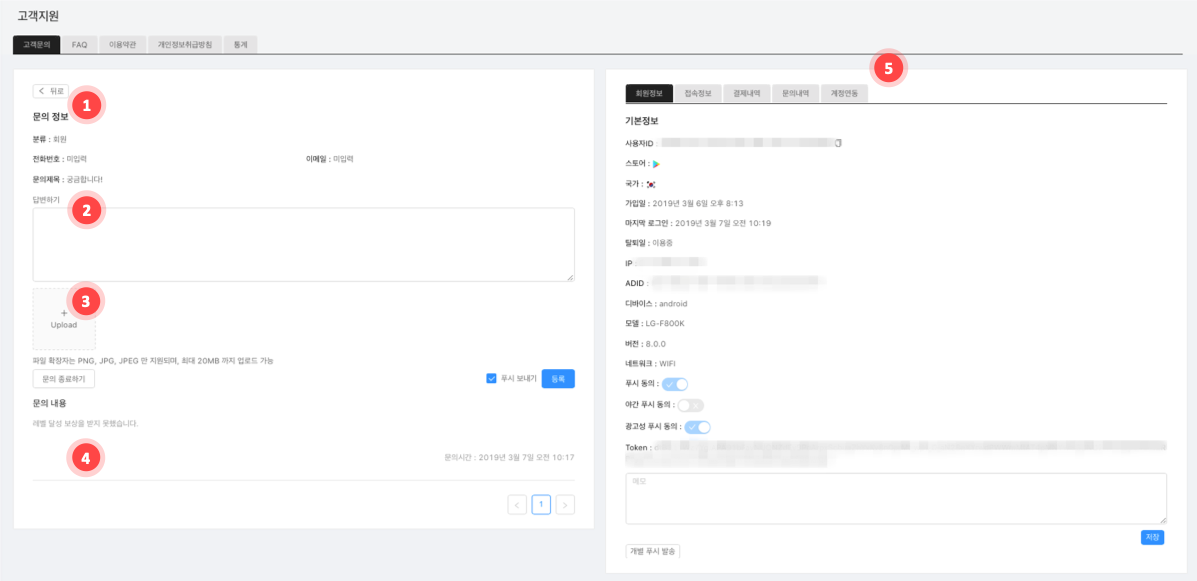 고객지원
고객문의 FAQ 이용약관 개인정보취급방침 통계
< 뒤로
1
문의 정보
분류 : 회원
전화번호 : 미입력 이메일 : 미입력
문의제목 : 궁금합니다!
답변하기
2
3
+
Upload
파일 확장자는 PNG, JPG, JPEG 만 지원되며, 최대 20MB 까지 업로드 가능
문의 종료하기 푸시 보내기 등록
문의 내용
레벨 달성 보상을 받지 못했습니다.
4
문의시간 : 2019년 3월 7일 오전 10:17
< 1 >
5
회원정보 접속정보 결제내역 문의내역 계정연동
기본정보
사용자ID :
스토어 :
국가 :
가입일 : 2019년 3월 6일 오후 8:13
마지막 로그인 : 2019년 3월 7일 오전 10:19
탈퇴일 : 이용중
IP
ADID :
디바이스 : android
모델 : LG-F800K
버전 : 8.0.0
네트워크 : WIFI
푸시 동의 :
야간 푸시 동의 :
광고성 푸시 동의 :
Token :
메모
저장
개별 푸시 발송